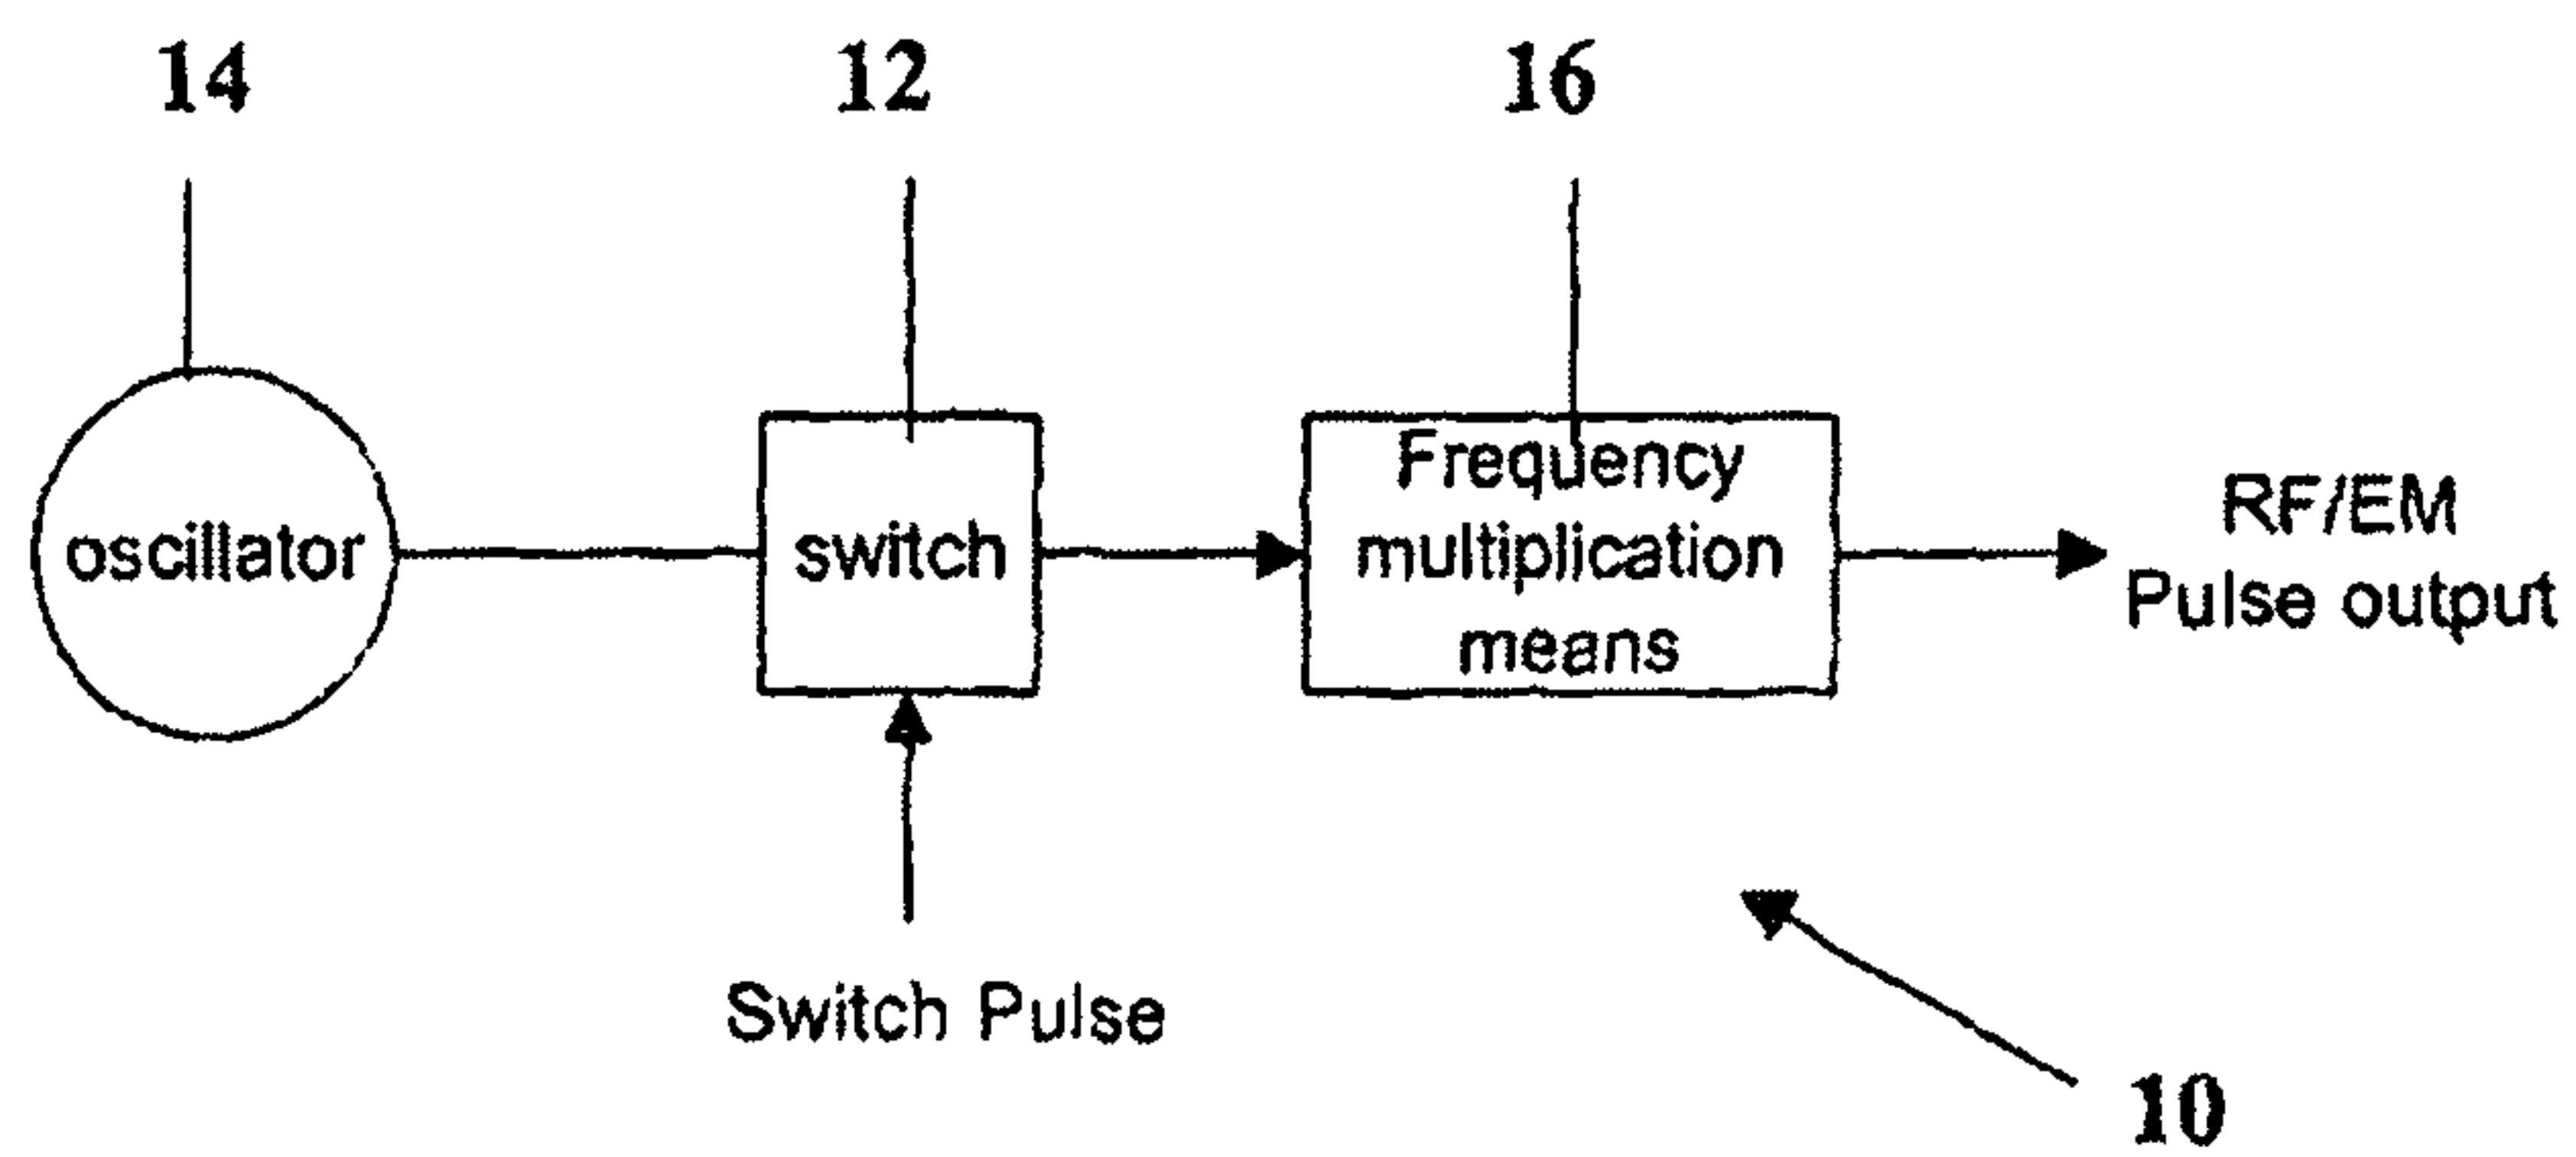 14
12
16
oscillator
switch
Frequency
multiplication
means
RF/EM
Pulse output
Switch Pulse
10